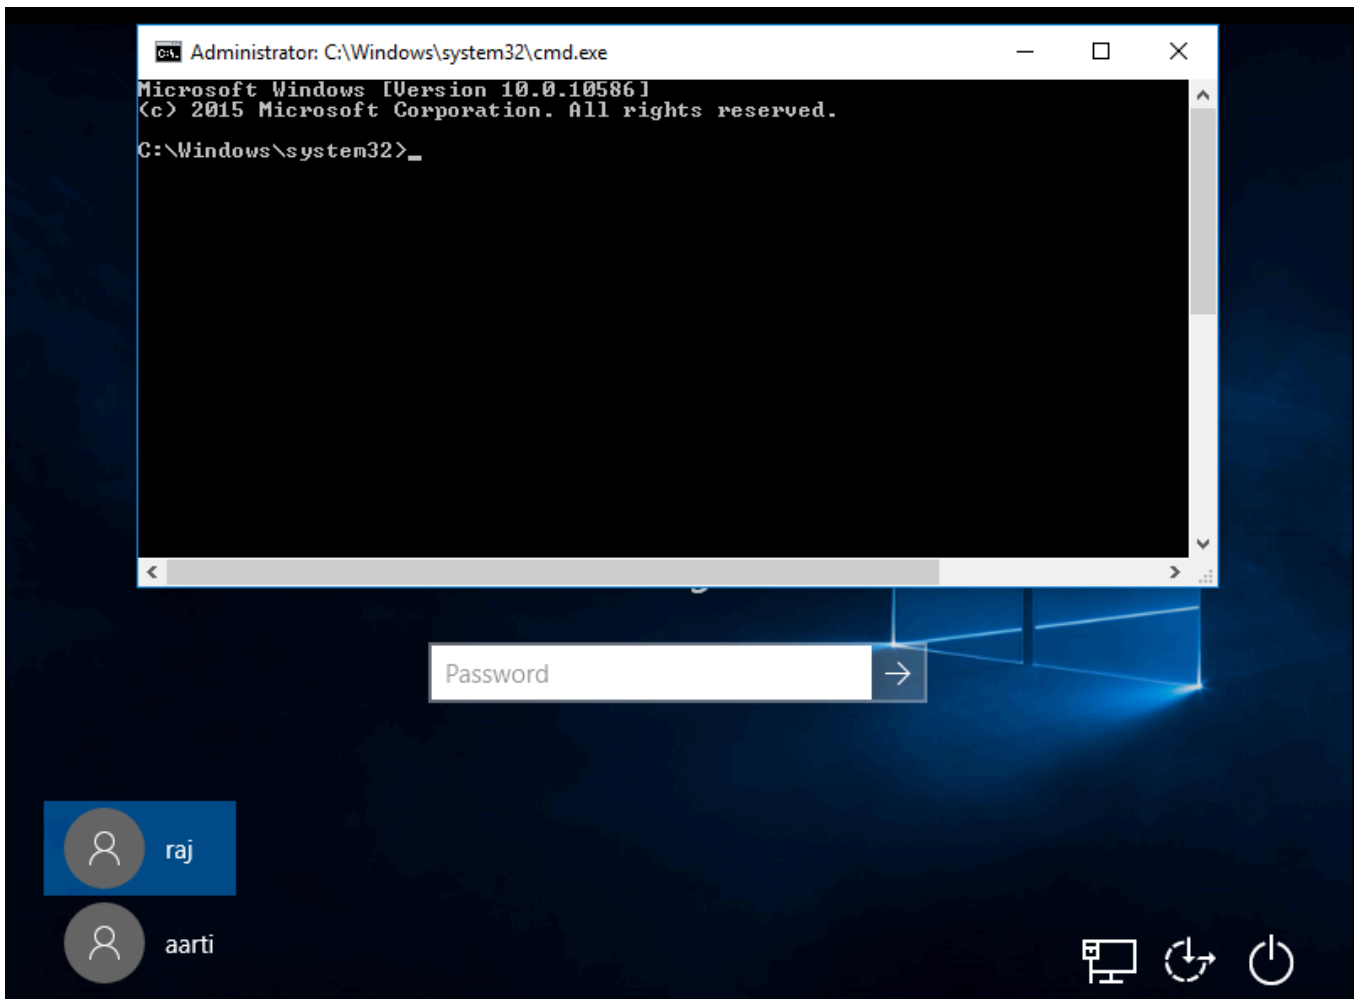 Administrator: C:\Windows\system32\cmd.exe
Microsoft Windows [Version 10.0.10586]
(c) 2015 Microsoft Corporation. All rights reserved.
C:\Windows\system32>_
Password
raj
aarti